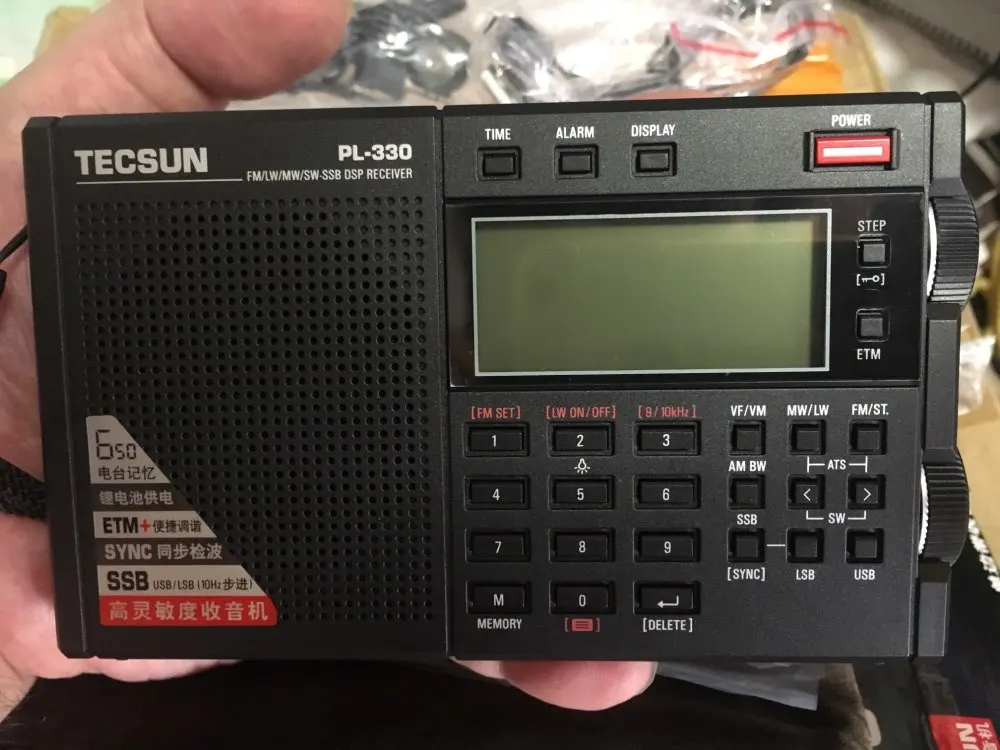 TECSUN
PL-330
FM/LW/MW/SW-SSB DSP RECEIVER
TIME ALARM DISPLAY
POWER
STEP
ETM
[FM SET] [LW ON/OFF] [9/10kHz]
1 2 3
4 5 6
7 8 9
M 0
MEMORY [DELETE]
VF/VM MW/LW FM/ST.
AM BW ATS
< >
SSB SW
[SYNC] LSB USB
650
电台记忆
锂电池供电
ETM+便捷调谐
SYNC 同步检波
SSB USB/LSB (10Hz步进)
高灵敏度收音机